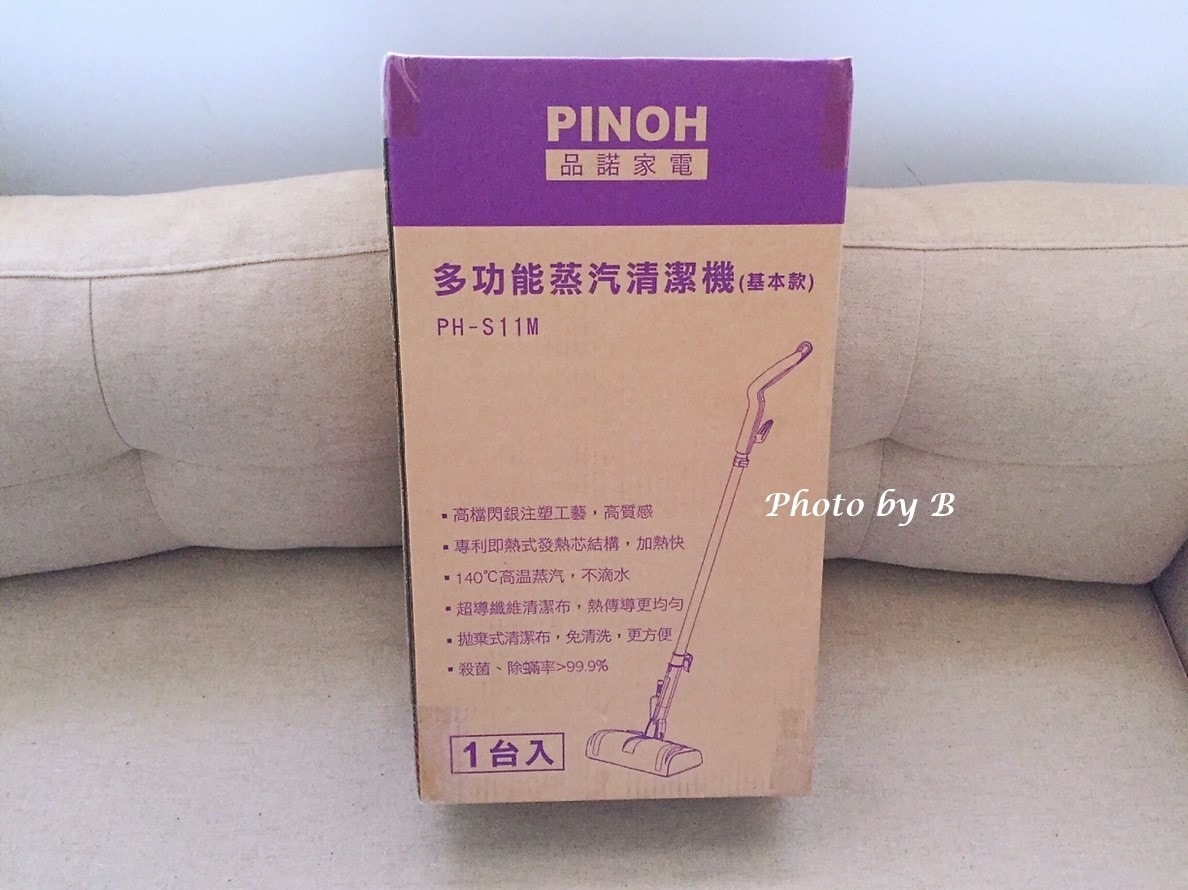 PINOH
品諾家電
多功能蒸汽清潔機(基本款)
PH-S11M
▪高檔閃銀注塑工藝，高質感
▪專利即熱式發熱芯結構，加熱快
▪140℃高温蒸汽，不滴水
▪超導纖維清潔布，熱傳導更均勻
▪拋棄式清潔布，免清洗，更方便
▪殺菌、除蟎率>99.9%
1台入
Photo by B